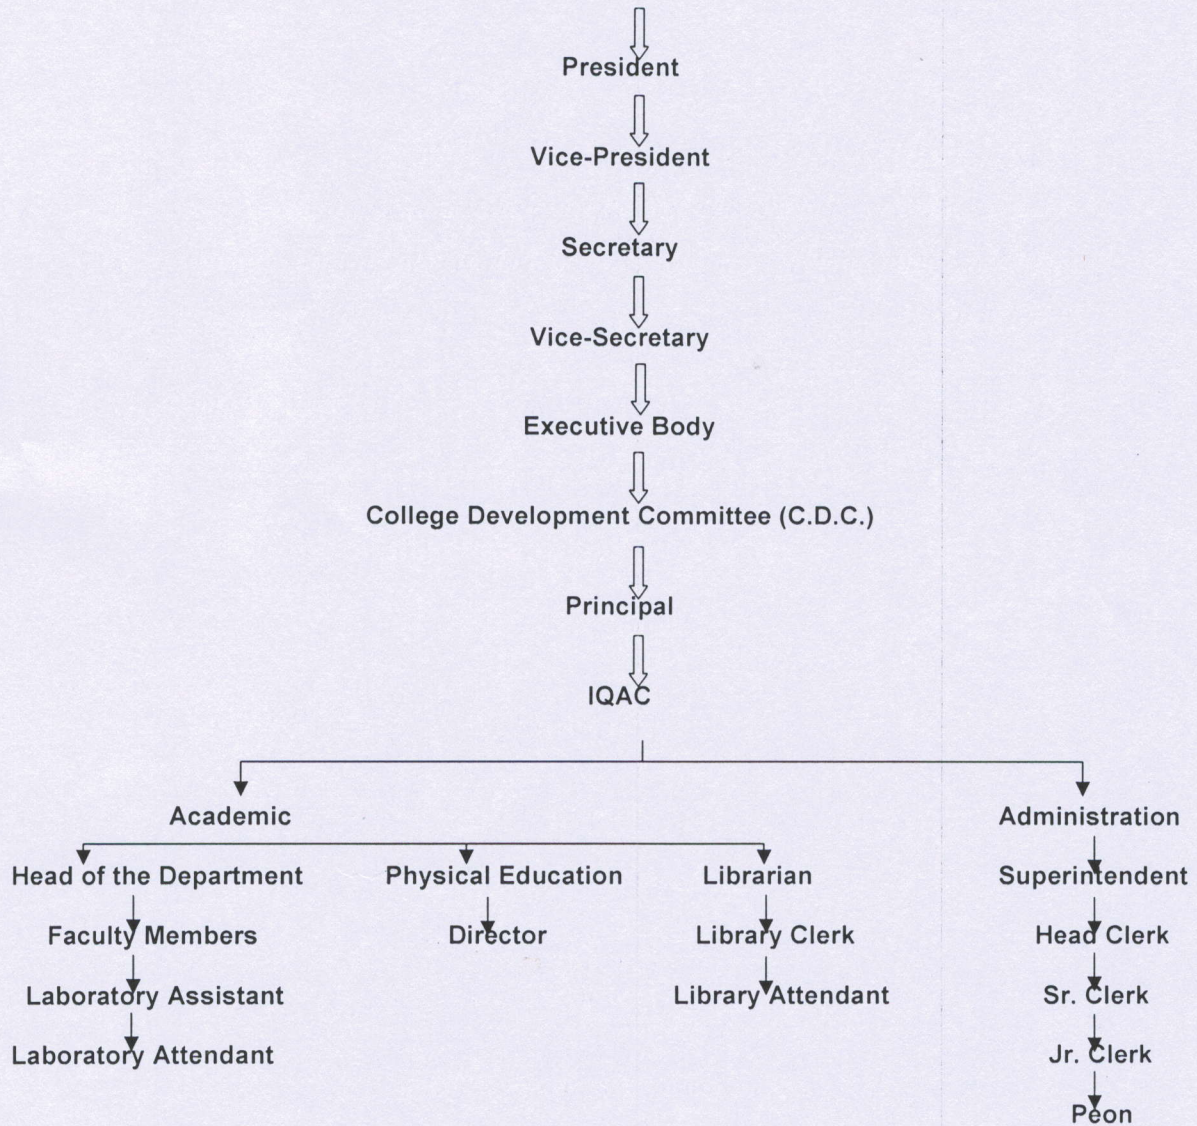 President
Vice-President
Secretary
Vice-Secretary
Executive Body
College Development Committee (C.D.C.)
Principal
IQAC
Academic Administration
Head of the Department Physical Education Librarian Superintendent
Faculty Members Director Library Clerk Head Clerk
Laboratory Assistant Library Attendant Sr. Clerk
Laboratory Attendant Jr. Clerk
Peon